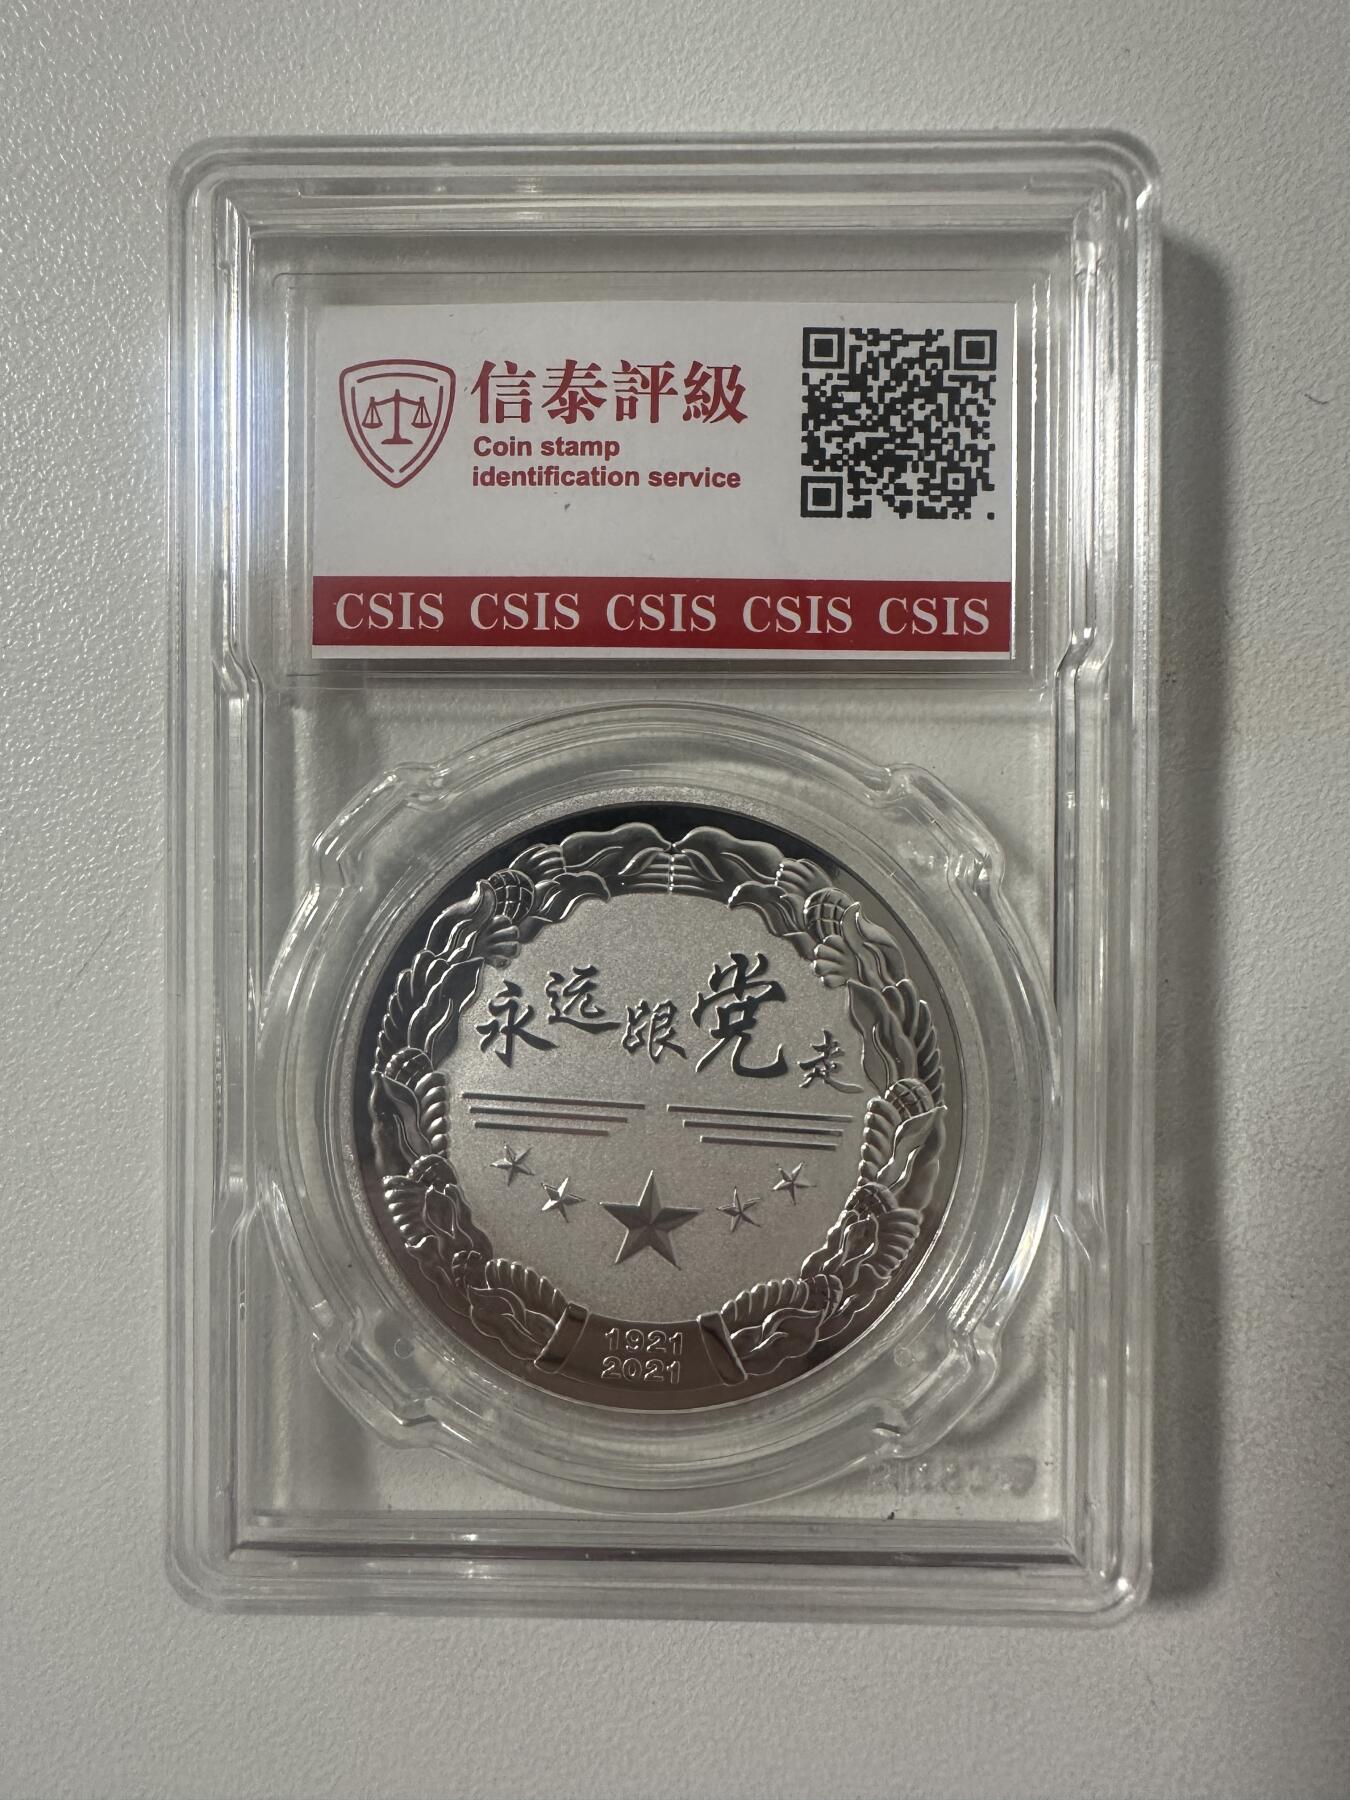 信泰評級
Coin stamp
identification service
CSIS CSIS CSIS CSIS CSIS
永远跟党走
1921
2021